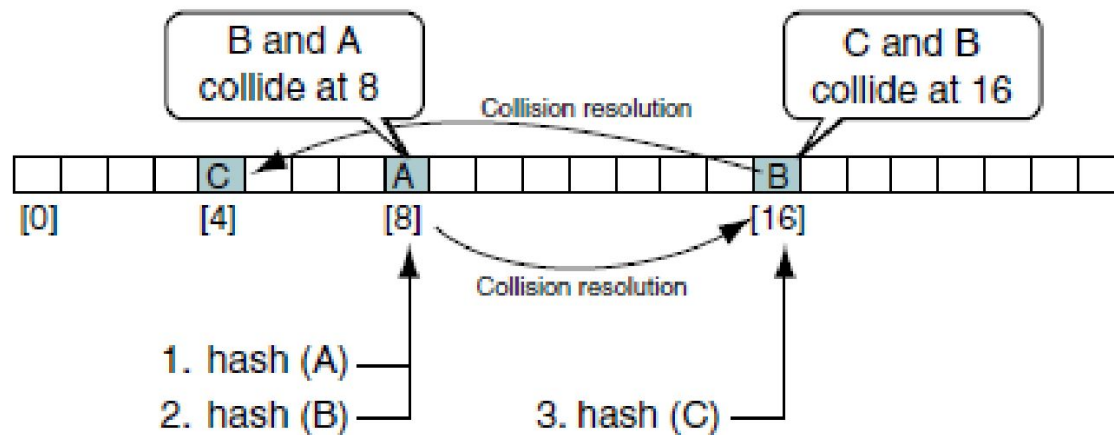 B and A
collide at 8
C and B
collide at 16
Collision resolution
C
A
B
[0]
[4]
[8]
[16]
Collision resolution
1. hash (A)
2. hash (B)
3. hash (C)